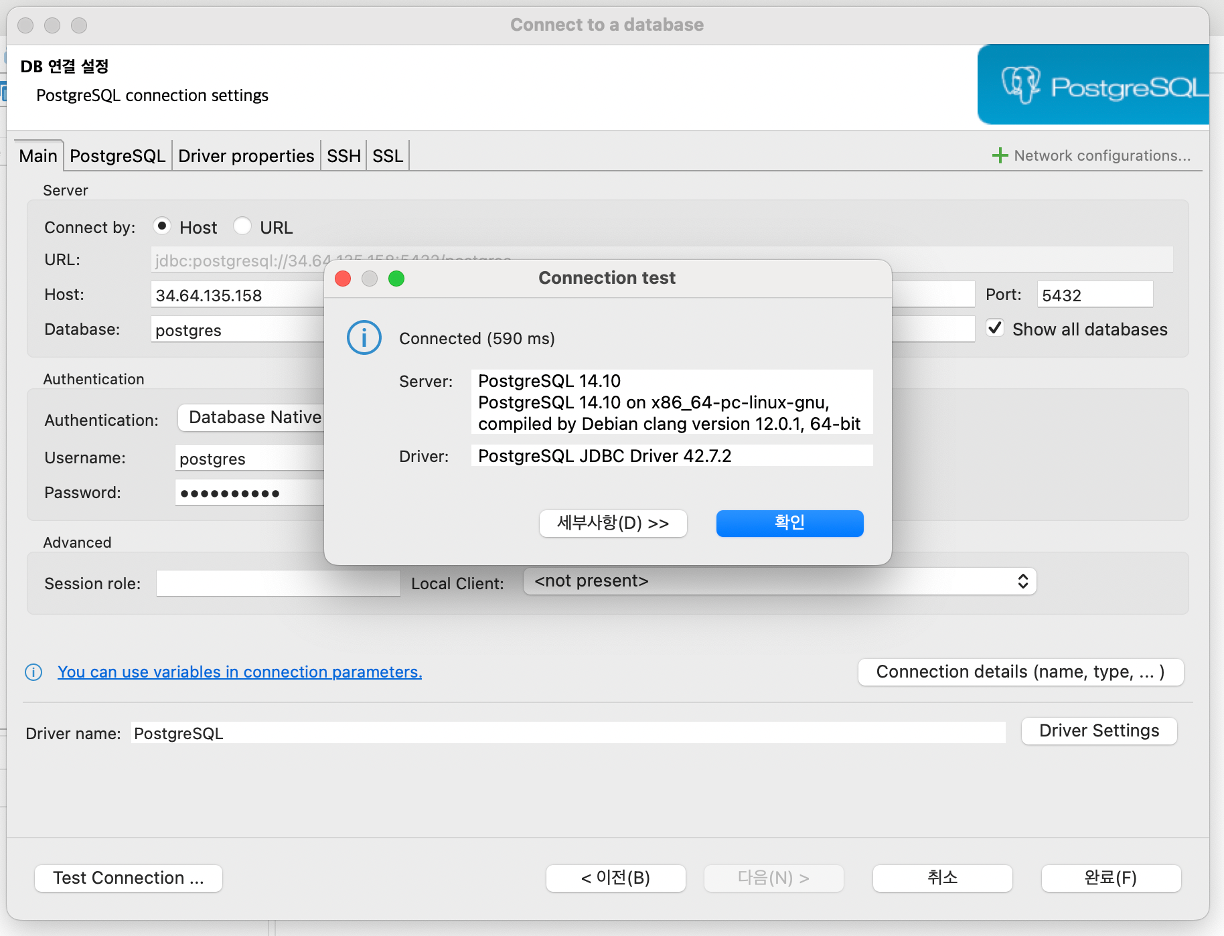 Connect to a database
DB 연결 설정
PostgreSQL connection settings
PostgreSQL
Main PostgreSQL Driver properties SSH SSL
Network configurations...
Server
Connect by: Host URL
URL: jdbc:postgresql://34.64.135.158:5432/postgres
Host: 34.64.135.158 Port: 5432
Database: postgres Show all databases
Authentication
Authentication: Database Native
Username: postgres
Password: ●●●●●●●●●●
Connection test
Connected (590 ms)
Server: PostgreSQL 14.10
PostgreSQL 14.10 on x86_64-pc-linux-gnu,
compiled by Debian clang version 12.0.1, 64-bit
Driver: PostgreSQL JDBC Driver 42.7.2
세부사항(D) >> 확인
Advanced
Session role: Local Client: <not present>
You can use variables in connection parameters.
Connection details (name, type, ... )
Driver name: PostgreSQL Driver Settings
Test Connection ... < 이전(B) 다음(N) > 취소 완료(F)